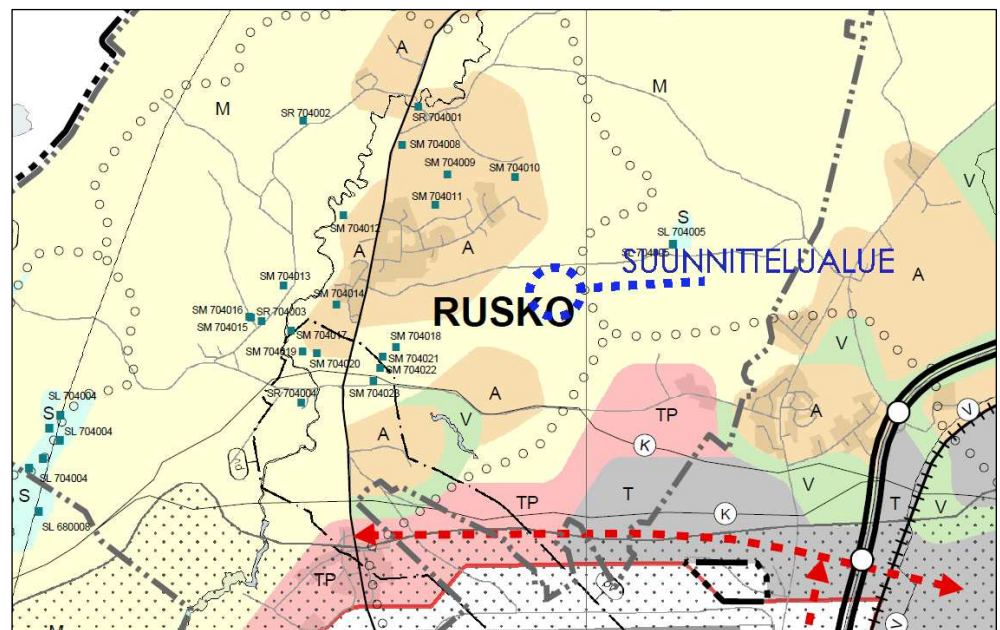 A
M
M
SR 704002
SR 704001
SM 704008
SM 704009
SM 704010
V
SM 704011
S
SM 704012
SL 704005
A
A
SUUNNITTELUALUE
A
SM 704013
SM 704014
SM 704016
SR 704003
RUSKO
SM 704015
SM 704017
SM 704018
SM 704019
SM 704020
SM 704021
SM 704022
SM 704023
V
SL 704004
SR 704004
A
A
S
V
TP
SL 704004
A
K
SL 704004
S
V
TP
T
T
V
K
SL 680008
TP
V
M
V